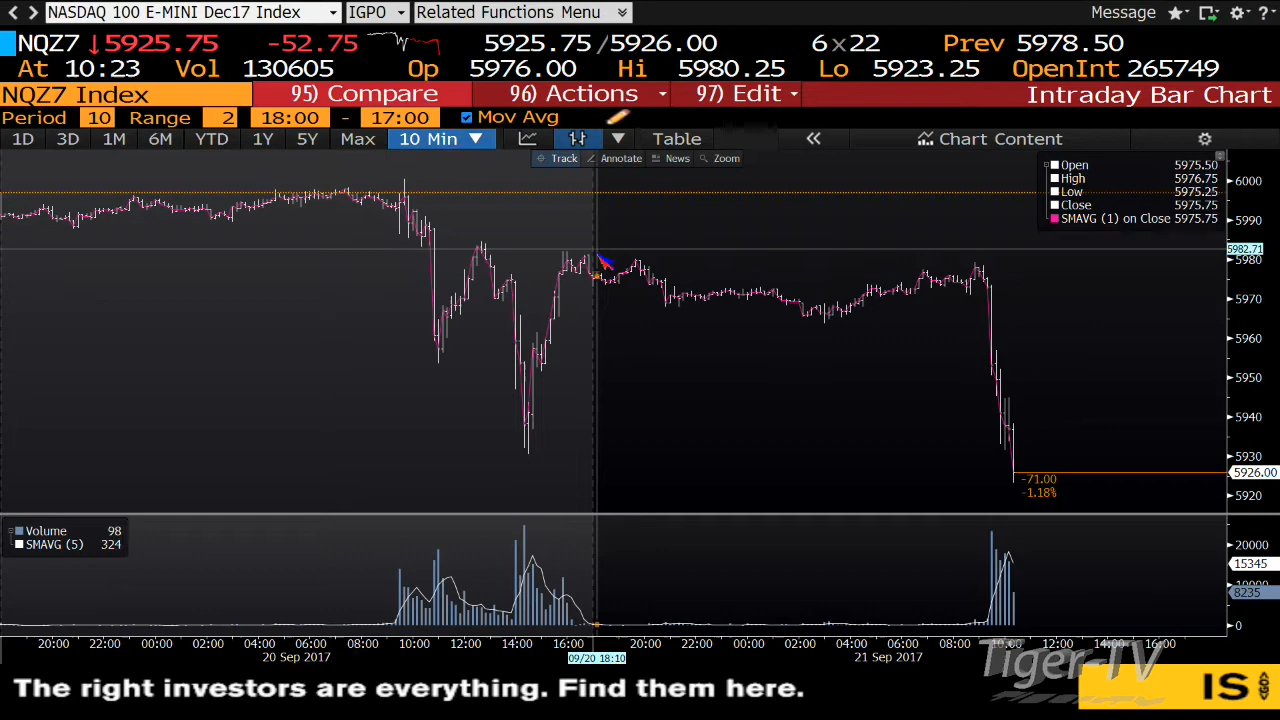 NASDAQ 100 E-MINI Dec17 Index IGPO Related Functions Menu Message ?
NQZ7 ↓5925.75 -52.75 5925.75/5926.00 6x22 Prev 5978.50
At 10:23 Vol 130605 Op 5976.00 Hi 5980.25 Lo 5923.25 OpenInt 265749
NQZ7 Index 95) Compare 96) Actions 97) Edit Intraday Bar Chart
Period 10 Range 2 18:00 - 17:00 Mov Avg
1D 3D 1M 6M YTD 1Y 5Y Max 10 Min Table « Chart Content
Track Annotate News Zoom
Open 5975.50
High 5976.75
Low 5975.25
Close 5975.75
SMAVG (1) on Close 5975.75
6000
5990
5982.71
5980
5970
5960
5950
5940
5930
5926.00
5920
-71.00
-1.18%
Volume 98
SMAVG (5) 324
20000
15345
10000
8235
0
20:00 22:00 00:00 02:00 04:00 06:00 08:00 10:00 12:00 14:00 16:00 20:00 22:00 00:00 02:00 04:00 06:00 08:00 10:00 12:00 14:00 16:00
20 Sep 2017 09/20 18:10 21 Sep 2017
Tiger-TV
The right investors are everything. Find them here.
IS